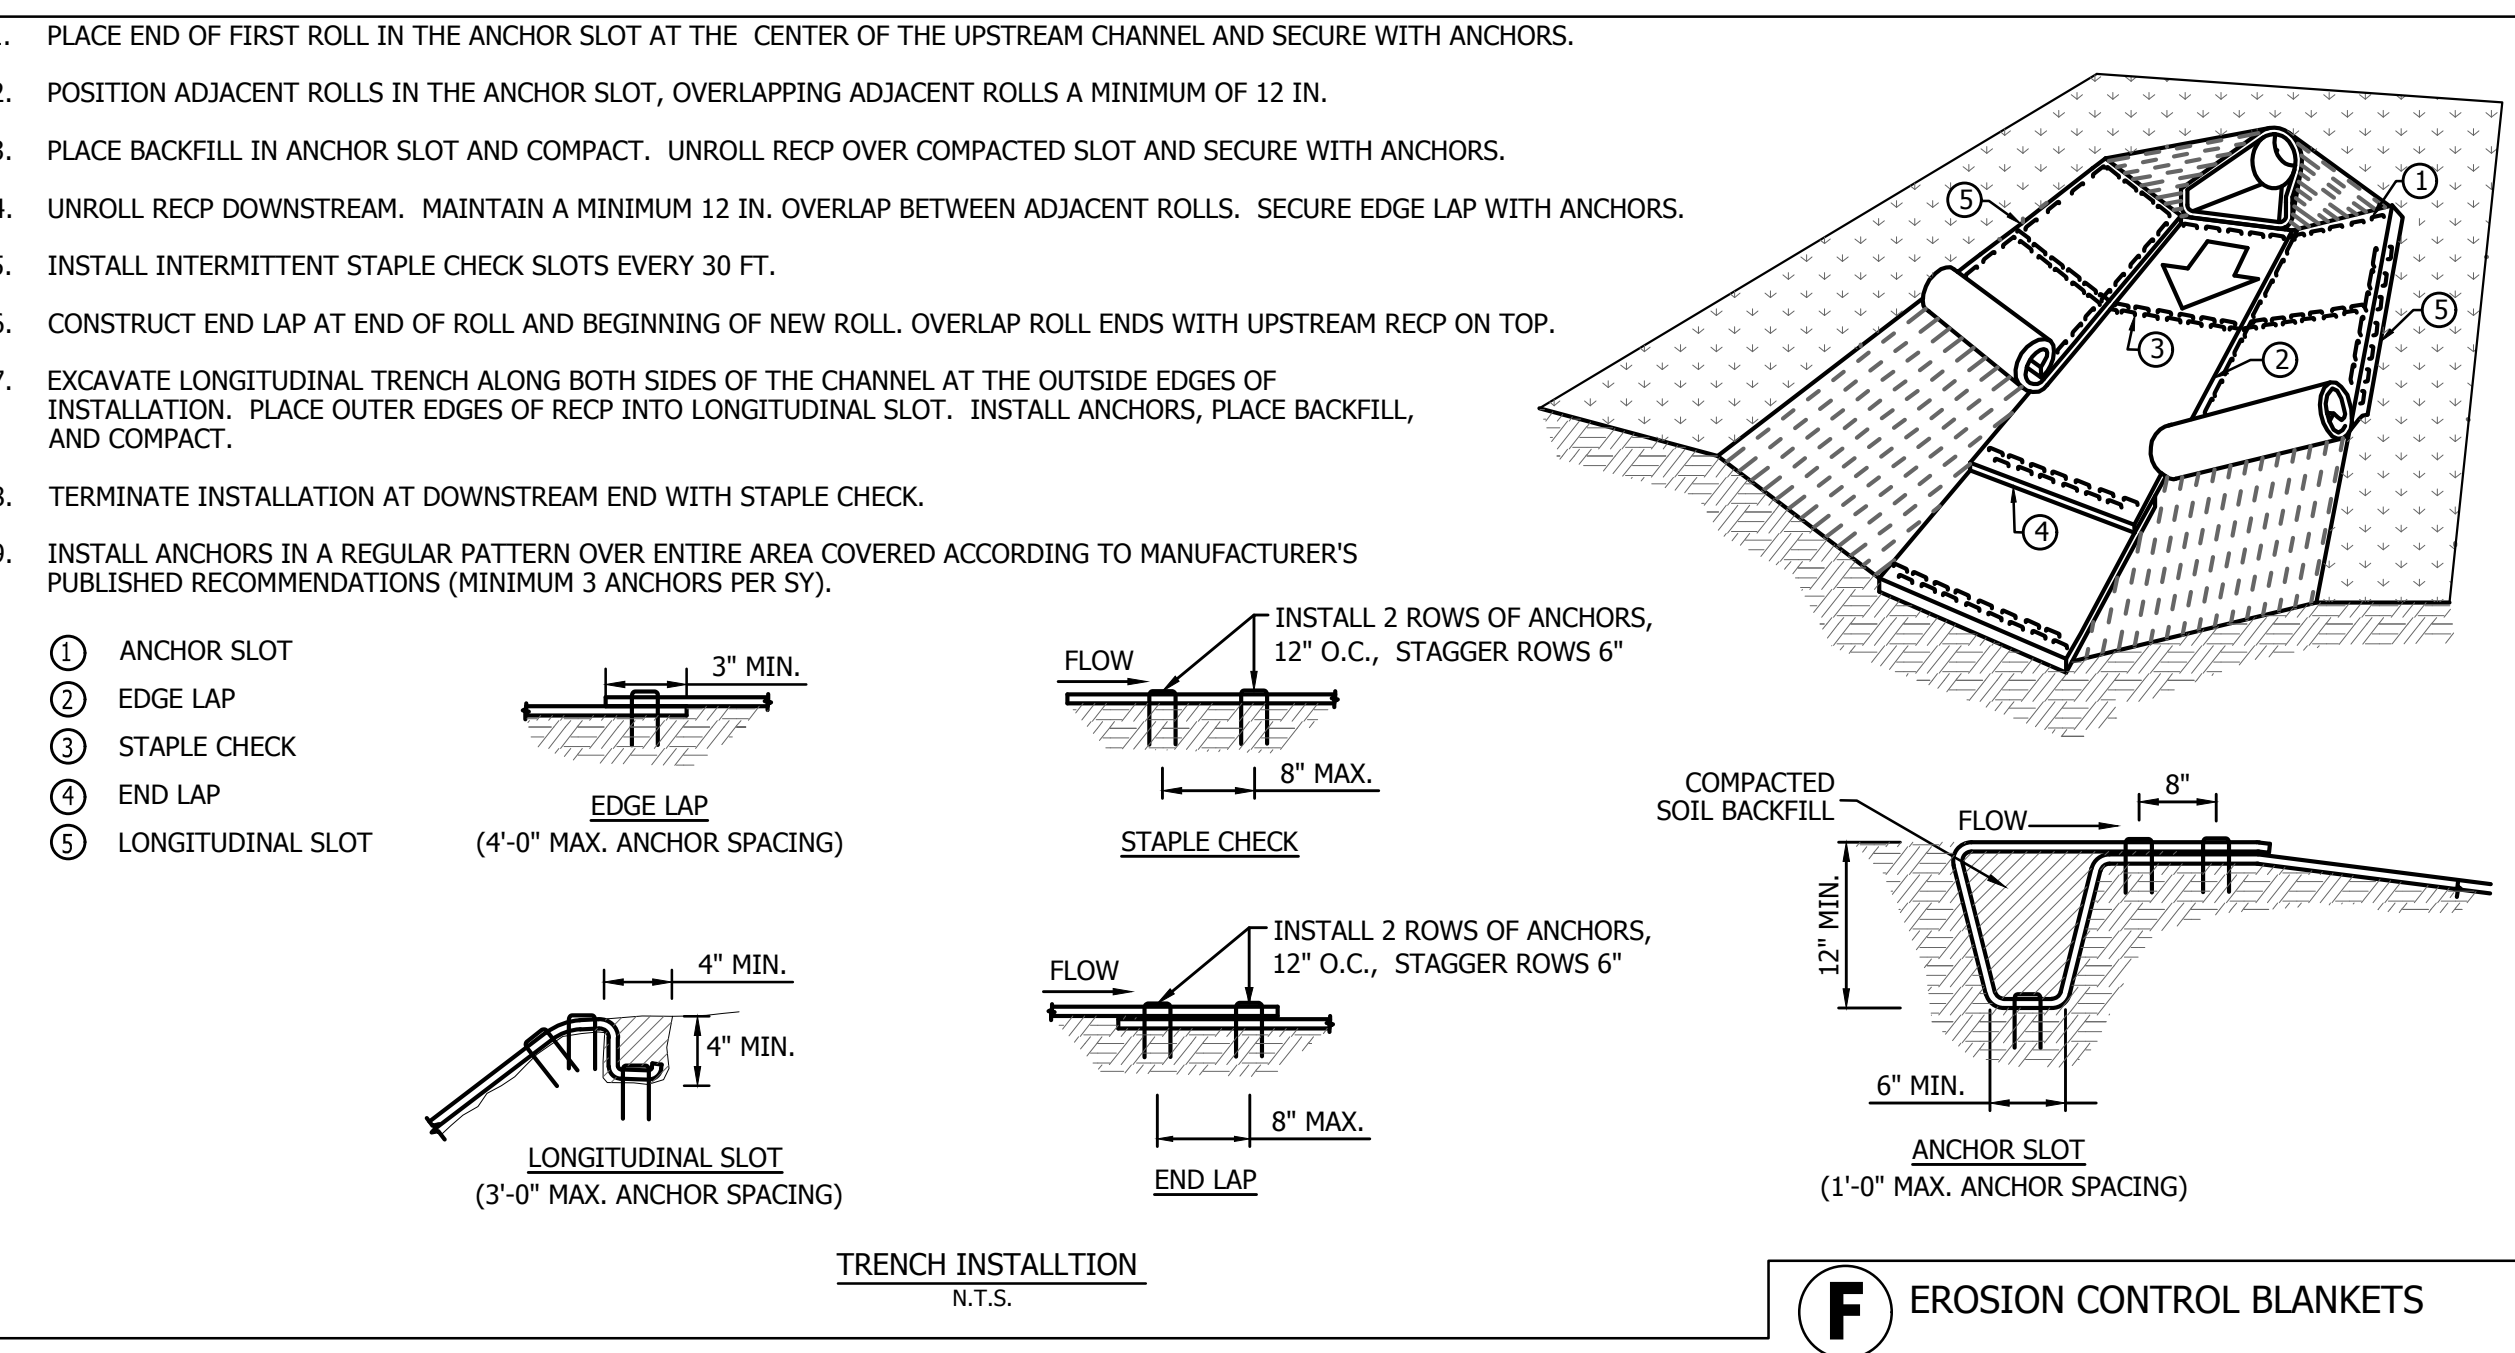 . PLACE END OF FIRST ROLL IN THE ANCHOR SLOT AT THE CENTER OF THE UPSTREAM CHANNEL AND SECURE WITH ANCHORS.
2. POSITION ADJACENT ROLLS IN THE ANCHOR SLOT, OVERLAPPING ADJACENT ROLLS A MINIMUM OF 12 IN.
3. PLACE BACKFILL IN ANCHOR SLOT AND COMPACT. UNROLL RECP OVER COMPACTED SLOT AND SECURE WITH ANCHORS.
4. UNROLL RECP DOWNSTREAM. MAINTAIN A MINIMUM 12 IN. OVERLAP BETWEEN ADJACENT ROLLS. SECURE EDGE LAP WITH ANCHORS.
5. INSTALL INTERMITTENT STAPLE CHECK SLOTS EVERY 30 FT.
6. CONSTRUCT END LAP AT END OF ROLL AND BEGINNING OF NEW ROLL. OVERLAP ROLL ENDS WITH UPSTREAM RECP ON TOP.
7. EXCAVATE LONGITUDINAL TRENCH ALONG BOTH SIDES OF THE CHANNEL AT THE OUTSIDE EDGES OF
INSTALLATION. PLACE OUTER EDGES OF RECP INTO LONGITUDINAL SLOT. INSTALL ANCHORS, PLACE BACKFILL,
AND COMPACT.
8. TERMINATE INSTALLATION AT DOWNSTREAM END WITH STAPLE CHECK.
9. INSTALL ANCHORS IN A REGULAR PATTERN OVER ENTIRE AREA COVERED ACCORDING TO MANUFACTURER'S
PUBLISHED RECOMMENDATIONS (MINIMUM 3 ANCHORS PER SY).
1
5
5
3
2
4
1 ANCHOR SLOT
2 EDGE LAP
3 STAPLE CHECK
4 END LAP
5 LONGITUDINAL SLOT
3" MIN.
EDGE LAP
(4'-0" MAX. ANCHOR SPACING)
FLOW
INSTALL 2 ROWS OF ANCHORS,
12" O.C., STAGGER ROWS 6"
8" MAX.
STAPLE CHECK
COMPACTED
SOIL BACKFILL
FLOW
8"
12" MIN.
6" MIN.
ANCHOR SLOT
(1'-0" MAX. ANCHOR SPACING)
4" MIN.
4" MIN.
LONGITUDINAL SLOT
(3'-0" MAX. ANCHOR SPACING)
FLOW
INSTALL 2 ROWS OF ANCHORS,
12" O.C., STAGGER ROWS 6"
8" MAX.
END LAP
TRENCH INSTALLTION
N.T.S.
F EROSION CONTROL BLANKETS